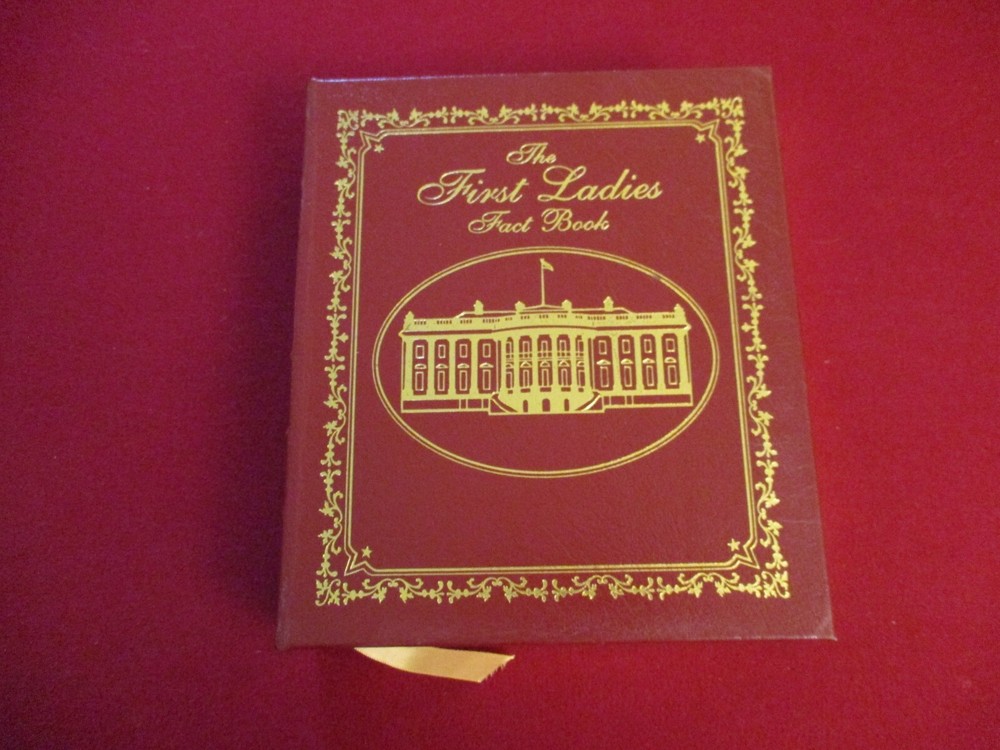 The
First Ladies
Fact Book